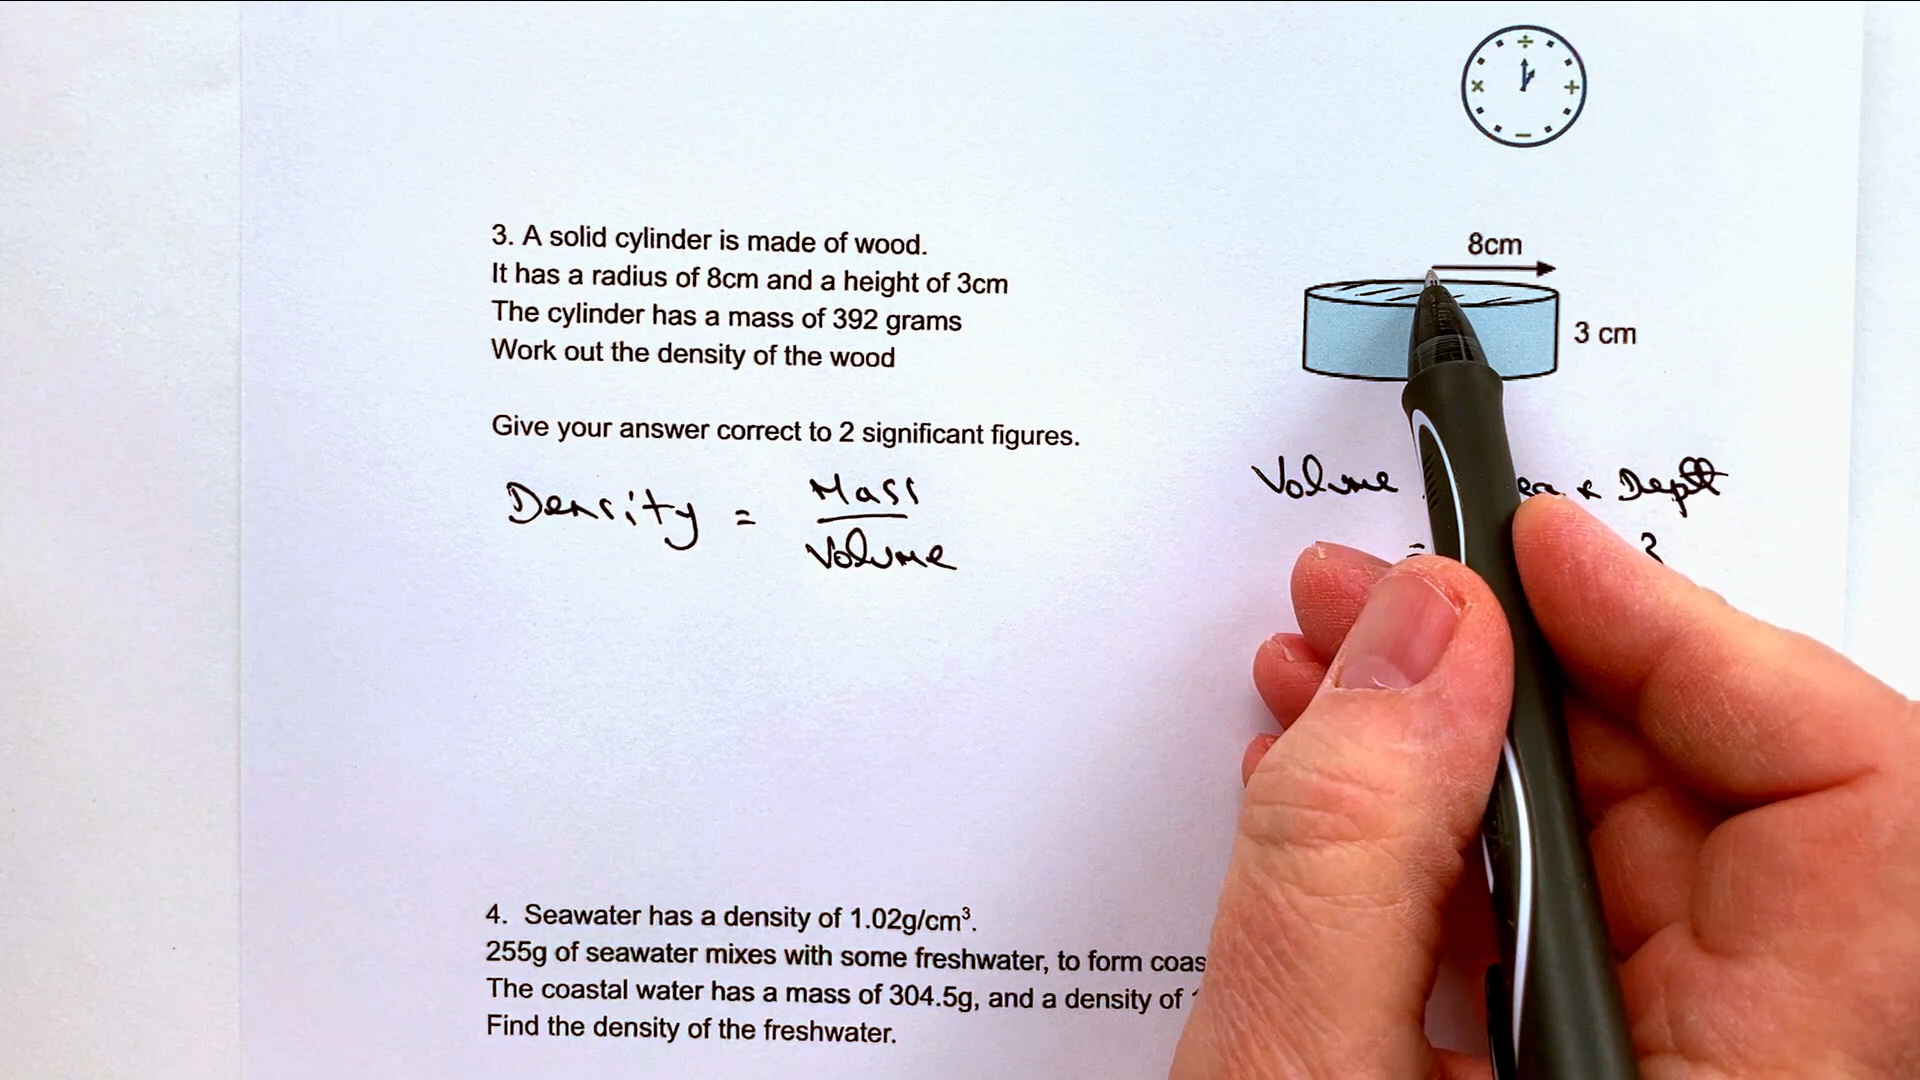 8cm
3. A solid cylinder is made of wood.
It has a radius of 8cm and a height of 3cm
The cylinder has a mass of 392 grams
3 cm
Work out the density of the wood
Give your answer correct to 2 significant figures.
Density = Mass
Volume
Volume × Depth
=
4. Seawater has a density of 1.02g/cm³.
255g of seawater mixes with some freshwater, to form
The coastal water has a mass of 304.5g, and a density of
Find the density of the freshwater.